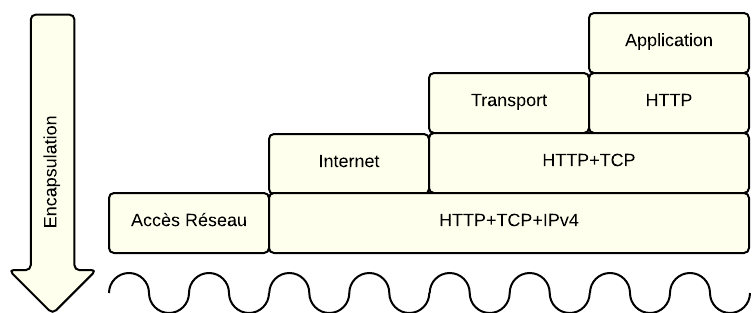 Encapsulation
Application
Transport
HTTP
Internet
HTTP+TCP
Accès Réseau
HTTP+TCP+IPv4